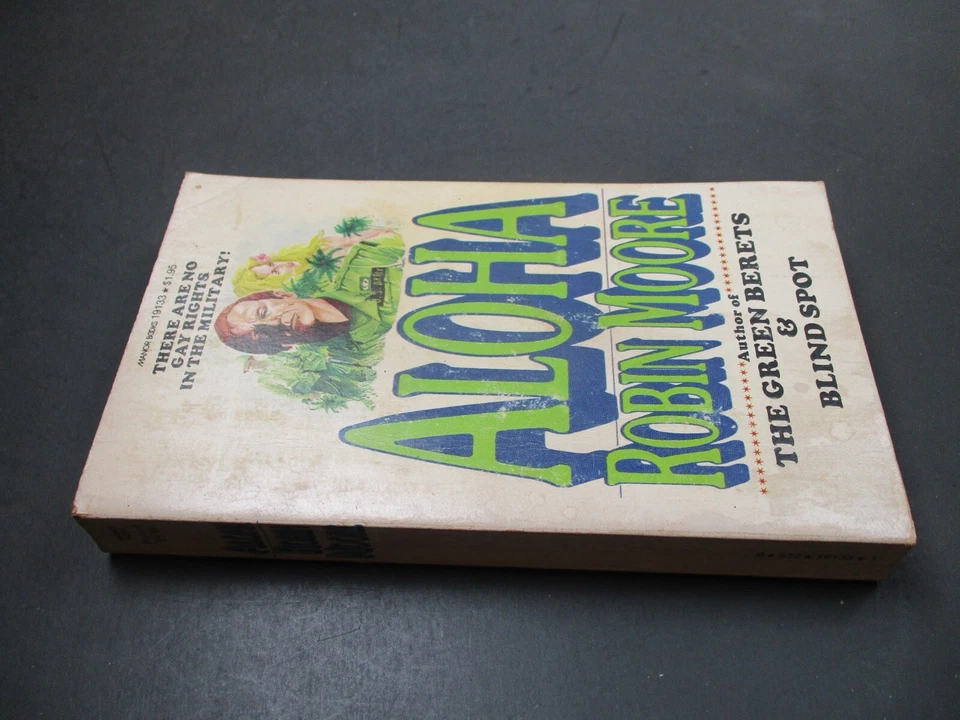 MANOR BOOKS 19133 ★ $1.95
THERE ARE NO
GAY RIGHTS
IN THE MILITARY!
ALOHA
ROBIN MOORE
Author of
THE GREEN BERETS
&
BLIND SPOT